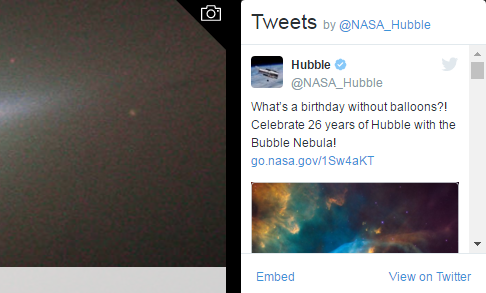 Tweets by @NASA_Hubble
Hubble
@NASA_Hubble
What's a birthday without balloons?!
Celebrate 26 years of Hubble with the
Bubble Nebula!
go.nasa.gov/1Sw4aKT
Embed View on Twitter